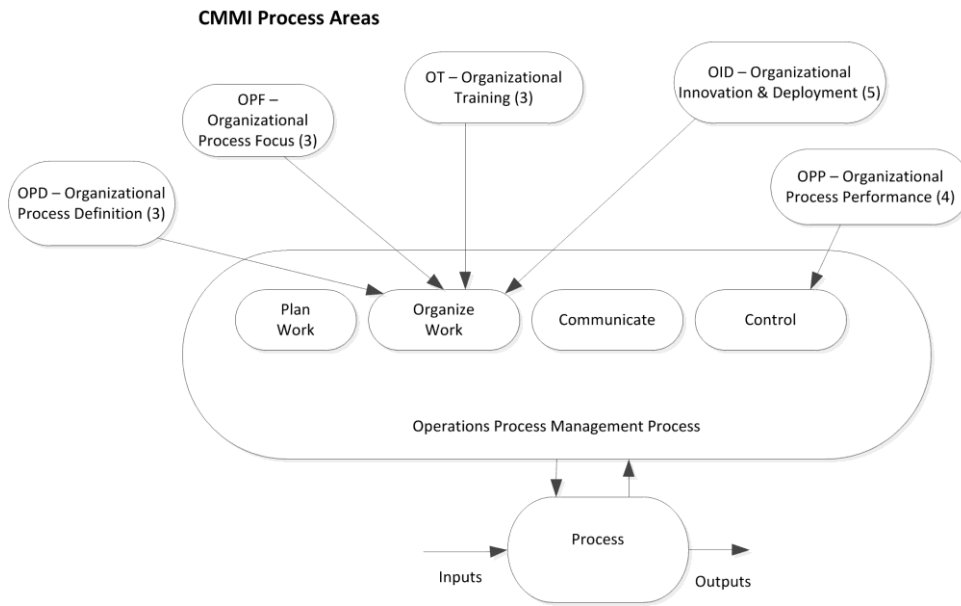 CMMI Process Areas
OT – Organizational
Training (3)
OID – Organizational
Innovation & Deployment (5)
OPF –
Organizational
Process Focus (3)
OPD – Organizational
Process Definition (3)
OPP – Organizational
Process Performance (4)
Plan
Work
Organize
Work
Communicate
Control
Operations Process Management Process
Process
Inputs
Outputs